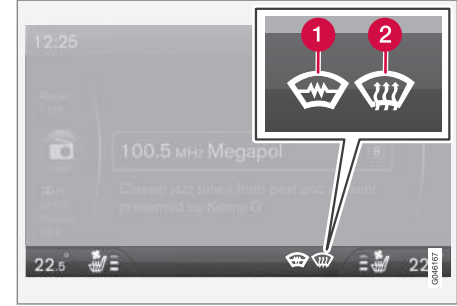 12:25
1 2
100.5 MHz Megapol
Classic jazz tunes from past and present
presented by Kenny G
22.5
22
G046167